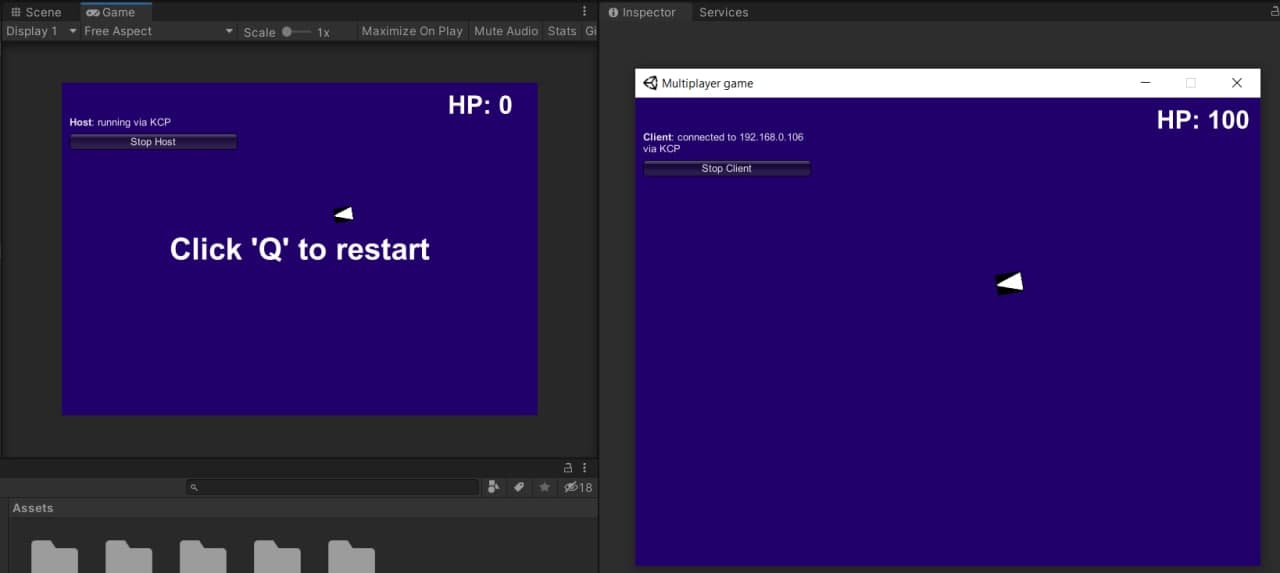 Scene
Game
Display 1
Free Aspect
Scale
1x
Maximize On Play
Mute Audio
Stats
Gi
HP: 0
Host: running via KCP
Stop Host
Click 'Q' to restart
18
Assets
Inspector
Services
Multiplayer game
HP: 100
Client: connected to 192.168.0.106
via KCP
Stop Client